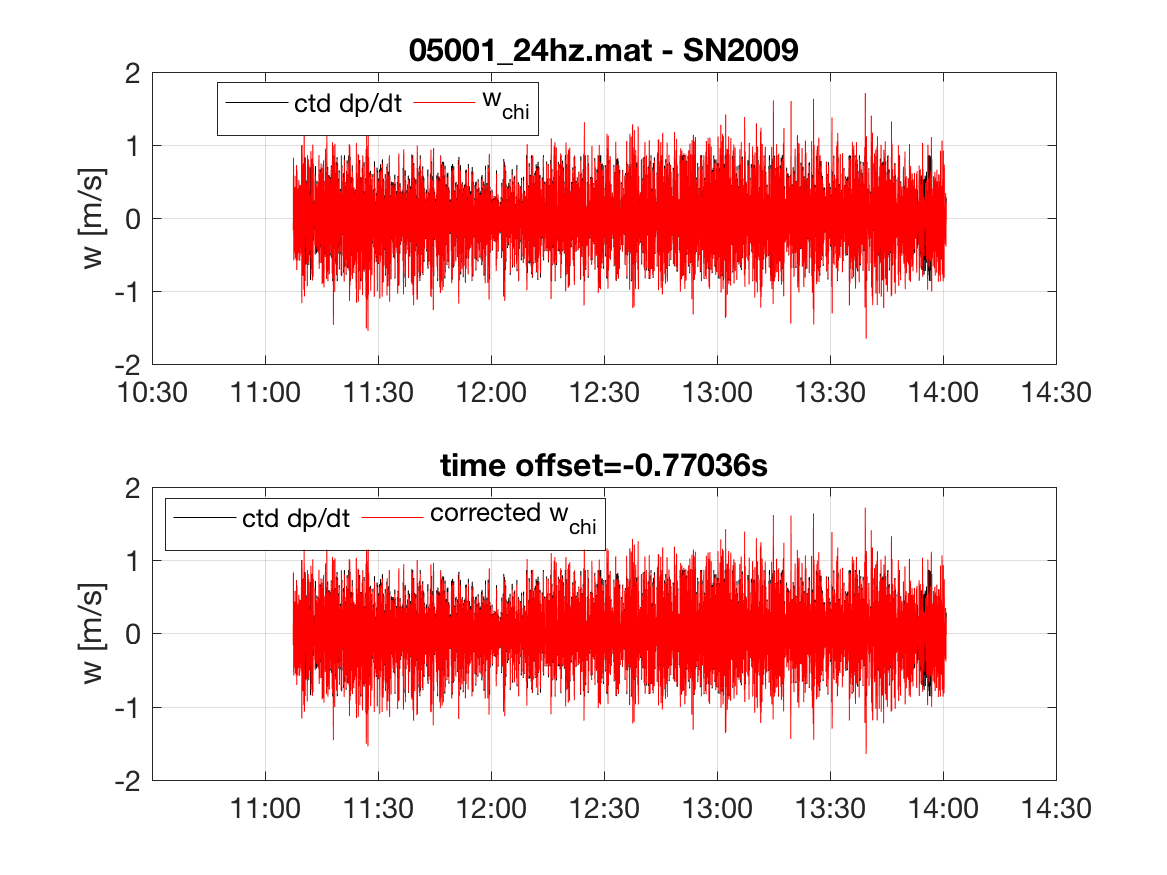 05001_24hz.mat - SN2009
ctd dp/dt w_chi
w [m/s]
2
1
0
-1
-2
10:30 11:00 11:30 12:00 12:30 13:00 13:30 14:00 14:30
time offset=-0.77036s
ctd dp/dt corrected w_chi
w [m/s]
2
1
0
-1
-2
11:00 11:30 12:00 12:30 13:00 13:30 14:00 14:30